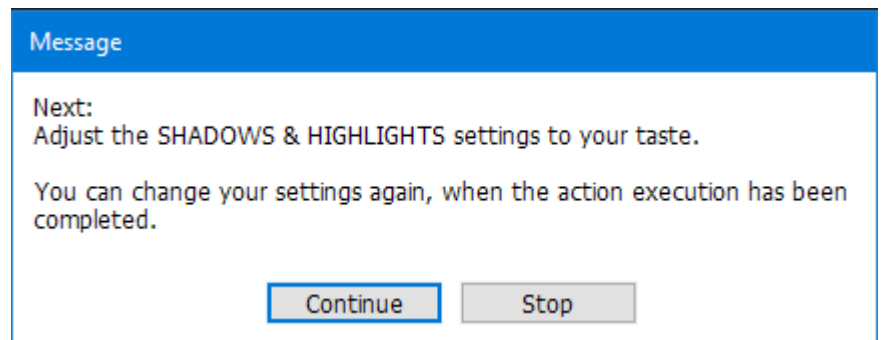 Message
Next:
Adjust the SHADOWS & HIGHLIGHTS settings to your taste.
You can change your settings again, when the action execution has been
completed.
Continue
Stop